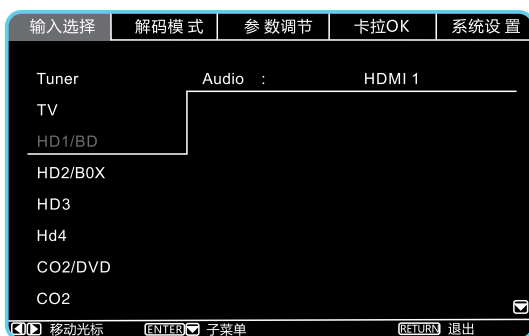 输入选择 解码模 式 参 数调节 卡拉OK 系统设 置
Tuner Audio : HDMI 1
TV
HD1/BD
HD2/B0X
HD3
Hd4
CO2/DVD
CO2
移动光标 ENTER 子菜单 RETURN 退出